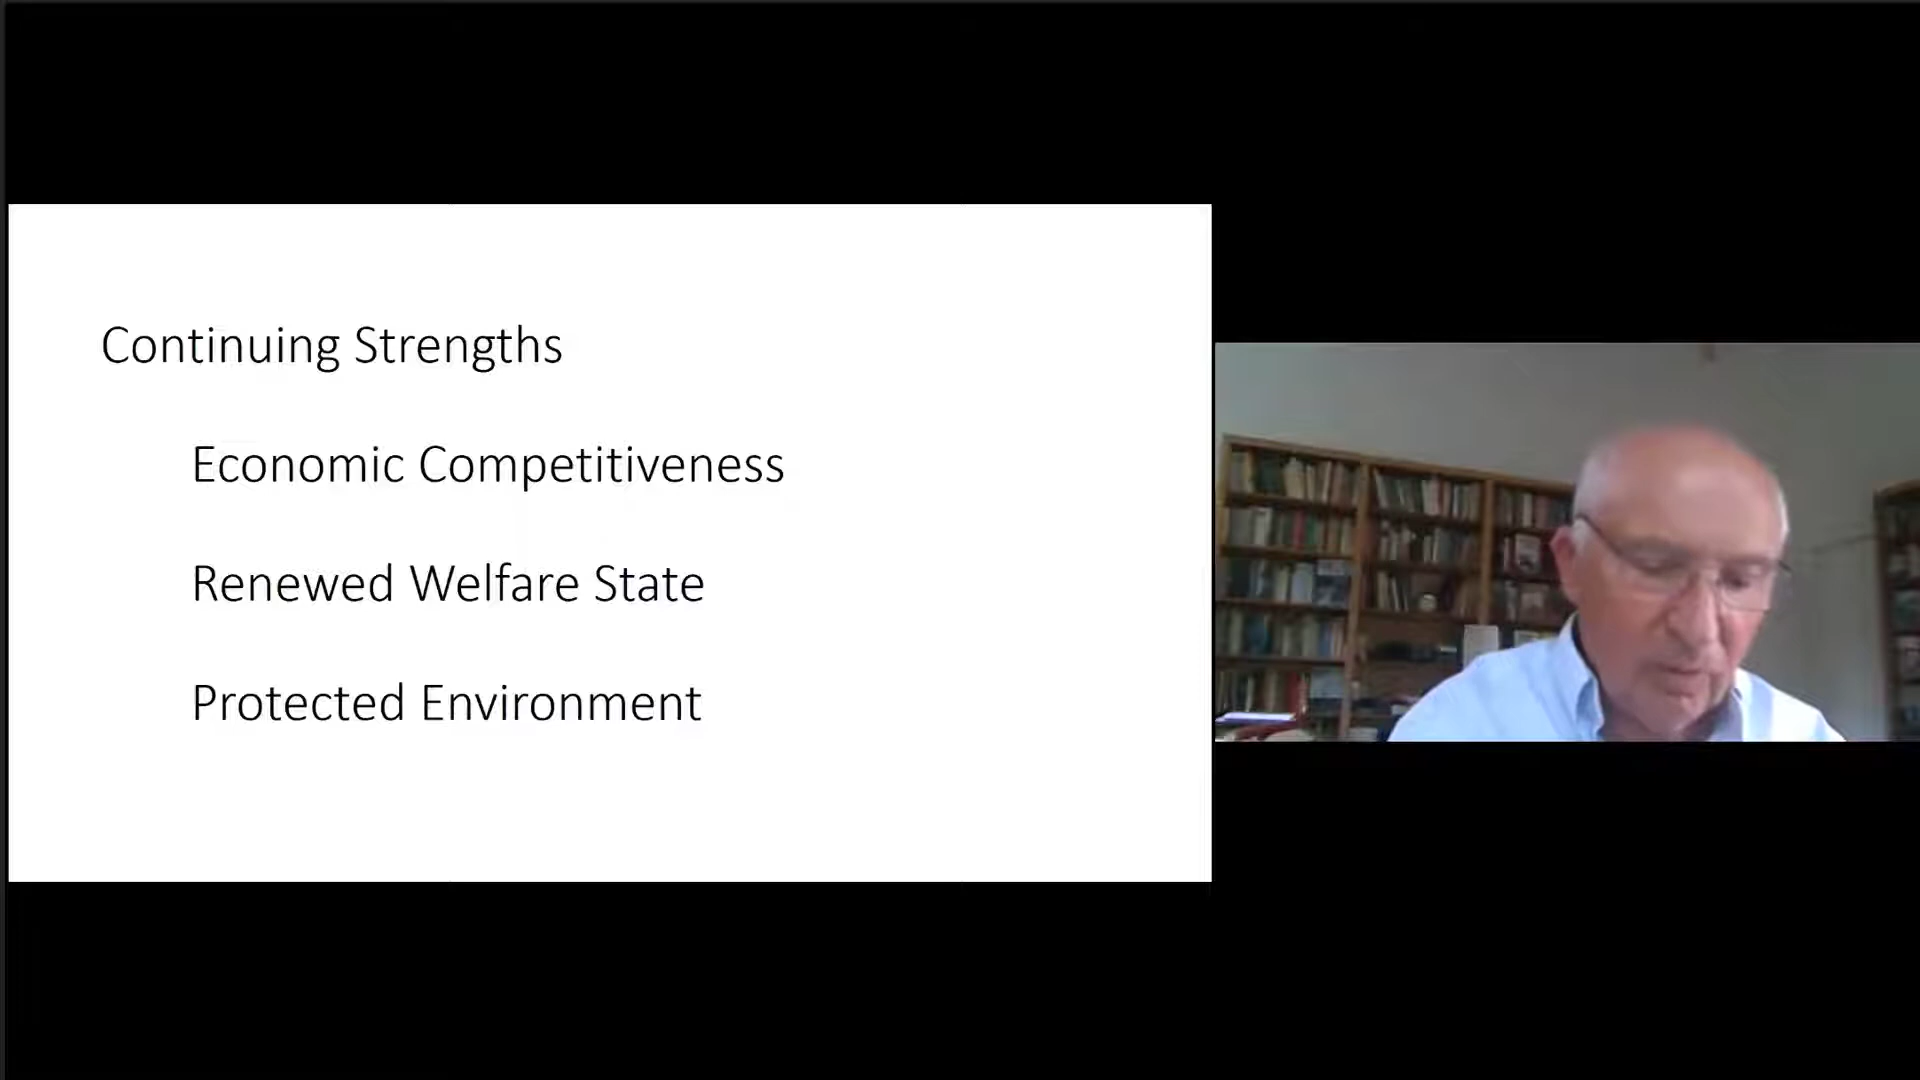 Continuing Strengths
Economic Competitiveness
Renewed Welfare State
Protected Environment